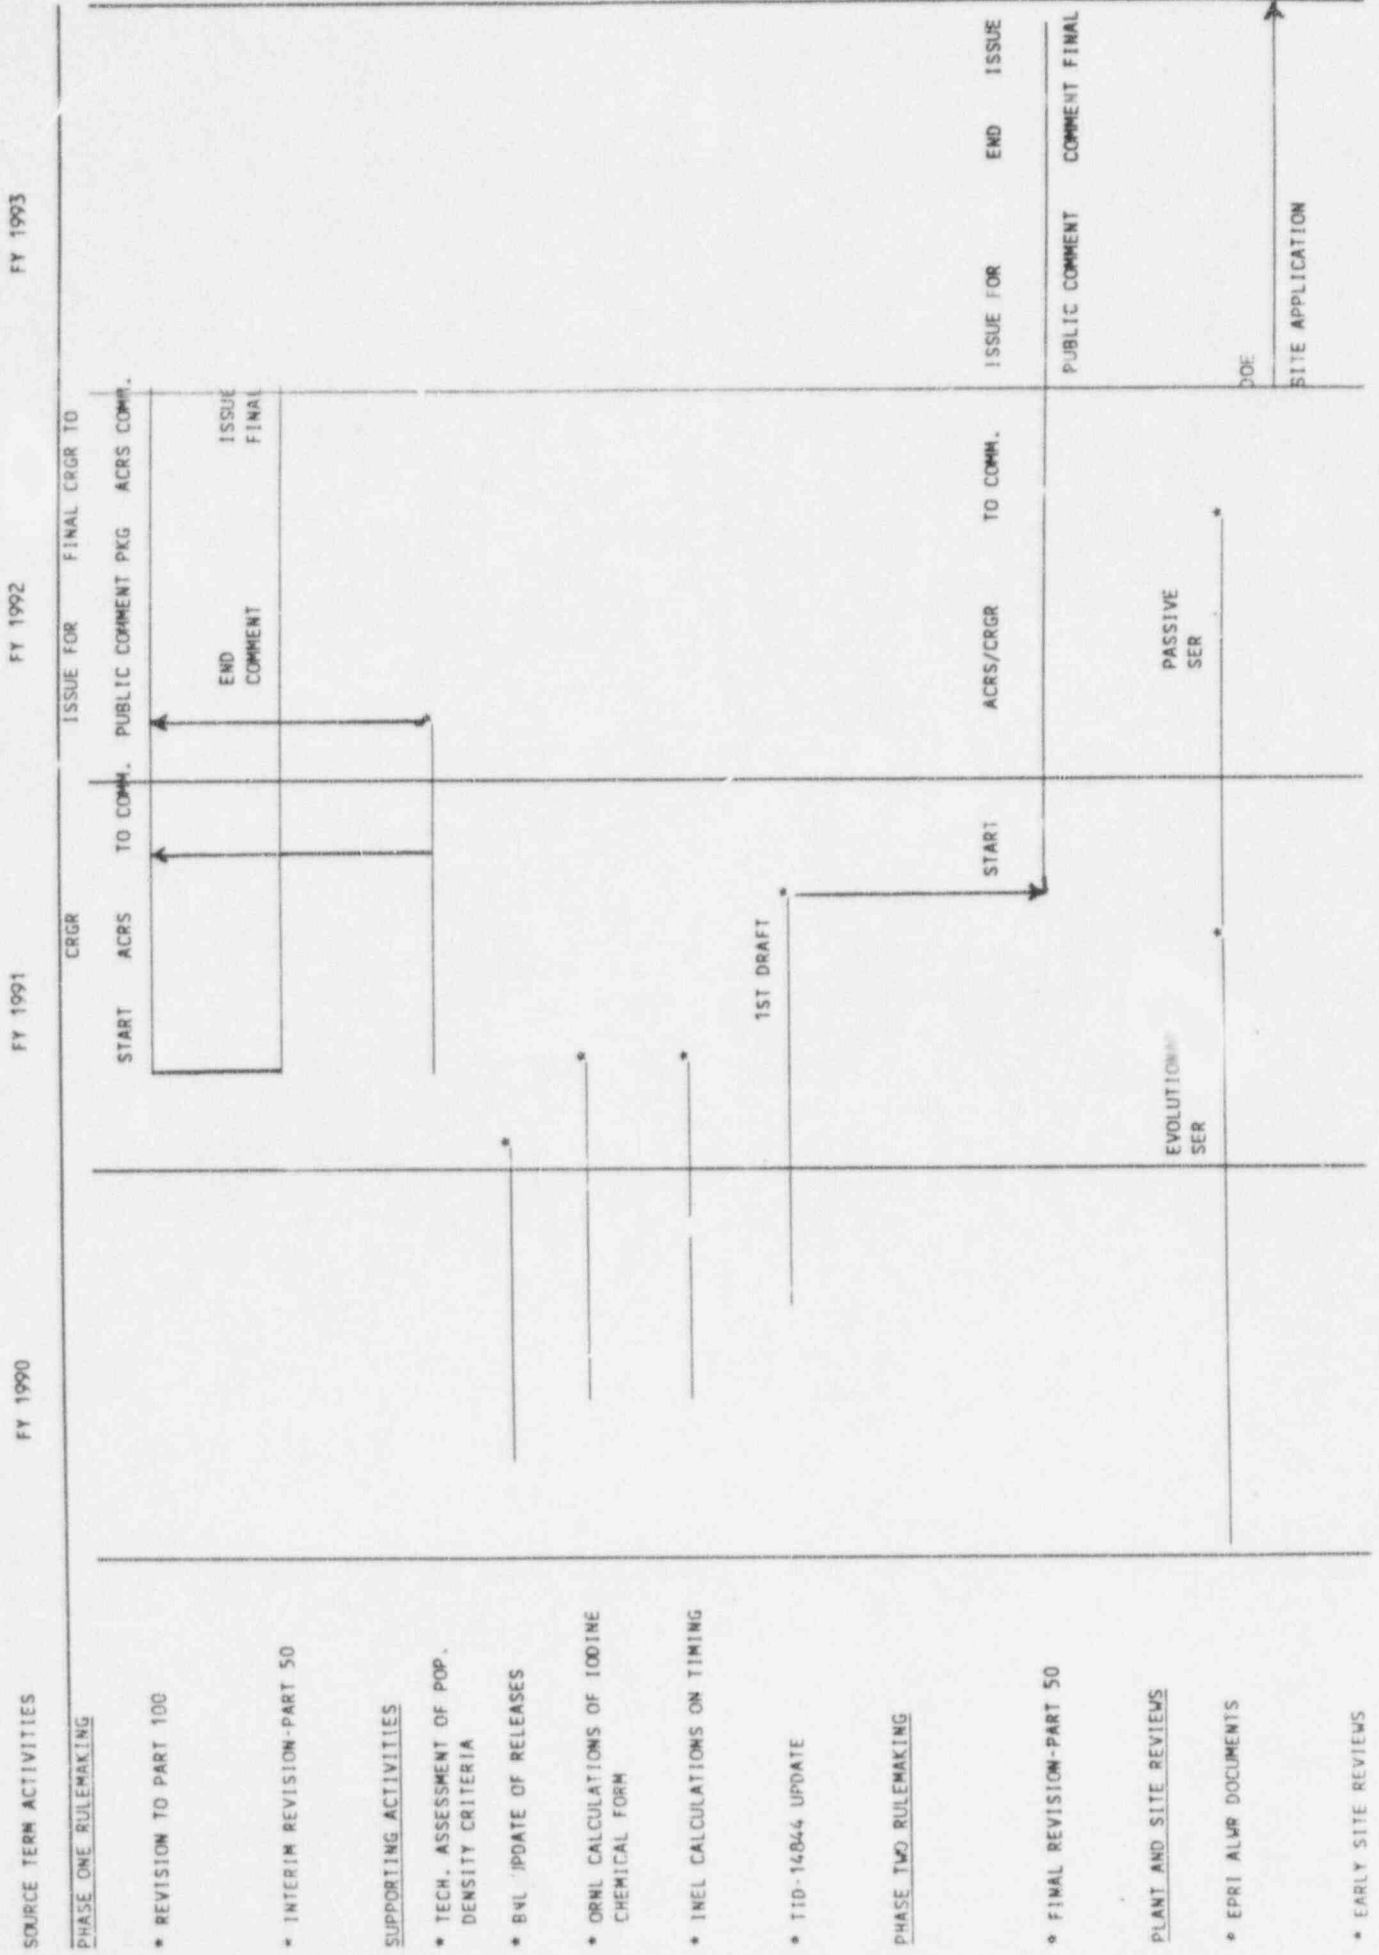 SOURCE TERM ACTIVITIES FY 1990 FY 1991 FY 1992 FY 1993
PHASE ONE RULEMAKING CRGR ISSUE FOR FINAL CRGR TO
START ACRS TO COMM. PUBLIC COMMENT PKG ACRS COMM.
* REVISION TO PART 100
END ISSUE
COMMENT FINAL
* INTERIM REVISION-PART 50
SUPPORTING ACTIVITIES
* TECH. ASSESSMENT OF POP.
DENSITY CRITERIA
* BNL UPDATE OF RELEASES
* ORNL CALCULATIONS OF IODINE
CHEMICAL FORM
* INEL CALCULATIONS ON TIMING
1ST DRAFT
* TID-14844 UPDATE
PHASE TWO RULEMAKING
START ACRS/CRGR TO COMM. ISSUE FOR END ISSUE
* FINAL REVISION-PART 50
PUBLIC COMMENT COMMENT FINAL
PLANT AND SITE REVIEWS
EVOLUTIONAR PASSIVE
SER SER
* EPRI ALWR DOCUMENTS
DOE
SITE APPLICATION
* EARLY SITE REVIEWS